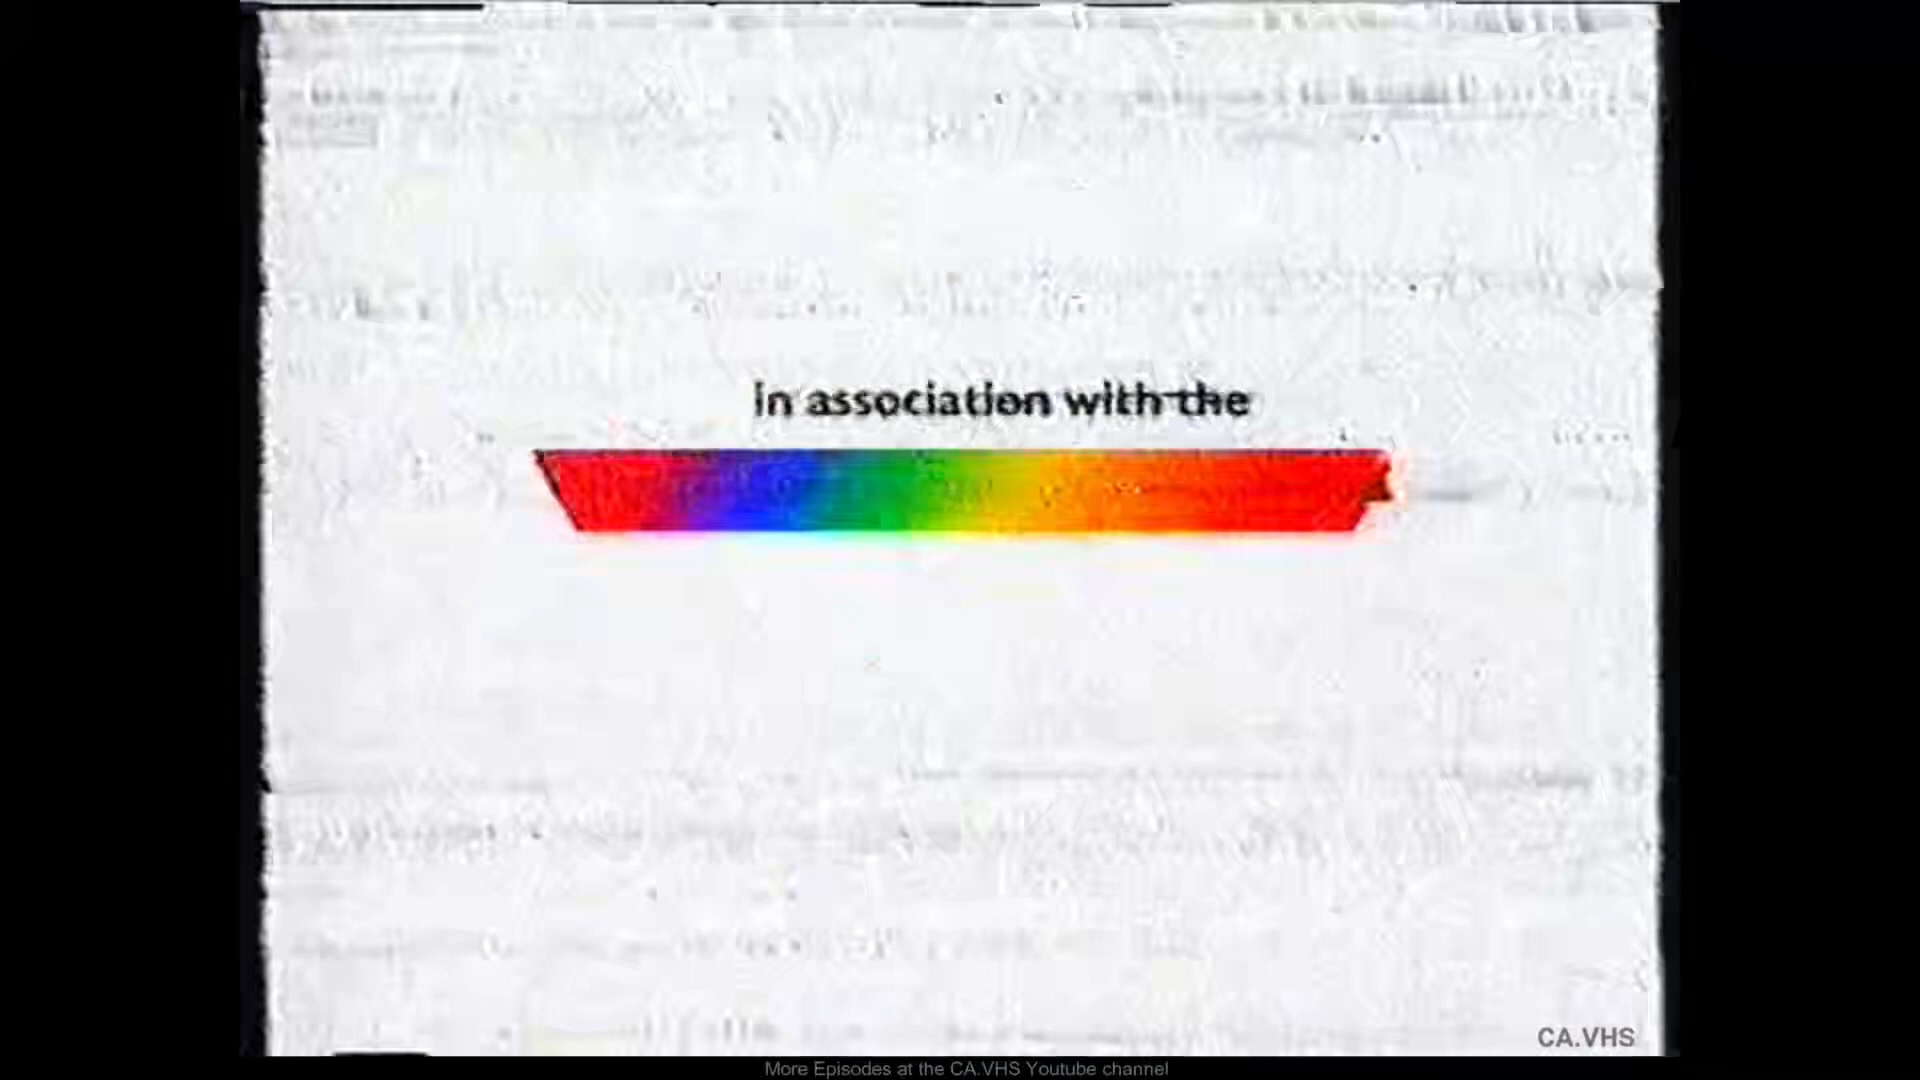 in association with the
CA.VHS
More Episodes at the CA.VHS Youtube channel